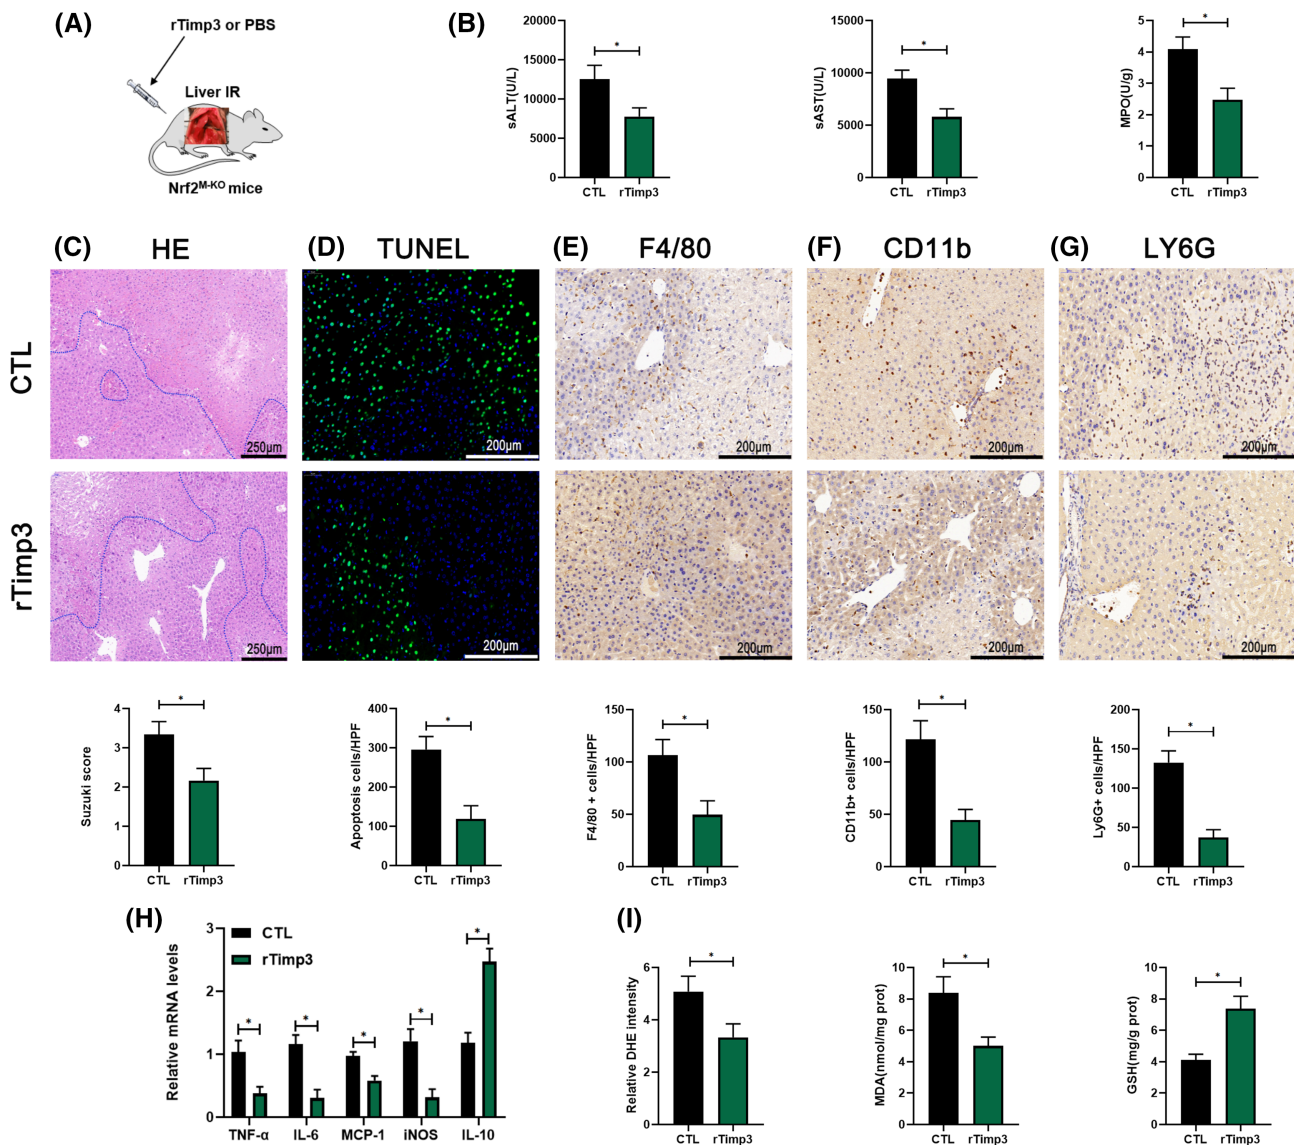 (A)
rTimp3 or PBS
Liver IR
Nrf2^M-KO mice
(B)
sALT(U/L)
20000
15000
10000
5000
0
CTL rTimp3
*
sAST(U/L)
15000
10000
5000
0
CTL rTimp3
*
MPO(U/g)
5
4
3
2
1
0
CTL rTimp3
*
(C) HE
(D) TUNEL
(E) F4/80
(F) CD11b
(G) LY6G
CTL
250μm
200μm
200μm
200μm
200μm
rTimp3
250μm
200μm
200μm
200μm
200μm
Suzuki score
4
3
2
1
0
CTL rTimp3
*
Apoptosis cells/HPF
400
300
200
100
0
CTL rTimp3
*
F4/80 + cells/HPF
150
100
50
0
CTL rTimp3
*
CD11b+ cells/HPF
150
100
50
0
CTL rTimp3
*
Ly6G+ cells/HPF
200
150
100
50
0
CTL rTimp3
*
(H)
Relative mRNA levels
3
2
1
0
CTL
rTimp3
* * * * *
TNF-α IL-6 MCP-1 iNOS IL-10
(I)
Relative DHE intensity
6
4
2
0
CTL rTimp3
*
MDA(nmol/mg prot)
10
8
6
4
2
0
CTL rTimp3
*
GSH(mg/g prot)
10
8
6
4
2
0
CTL rTimp3
*